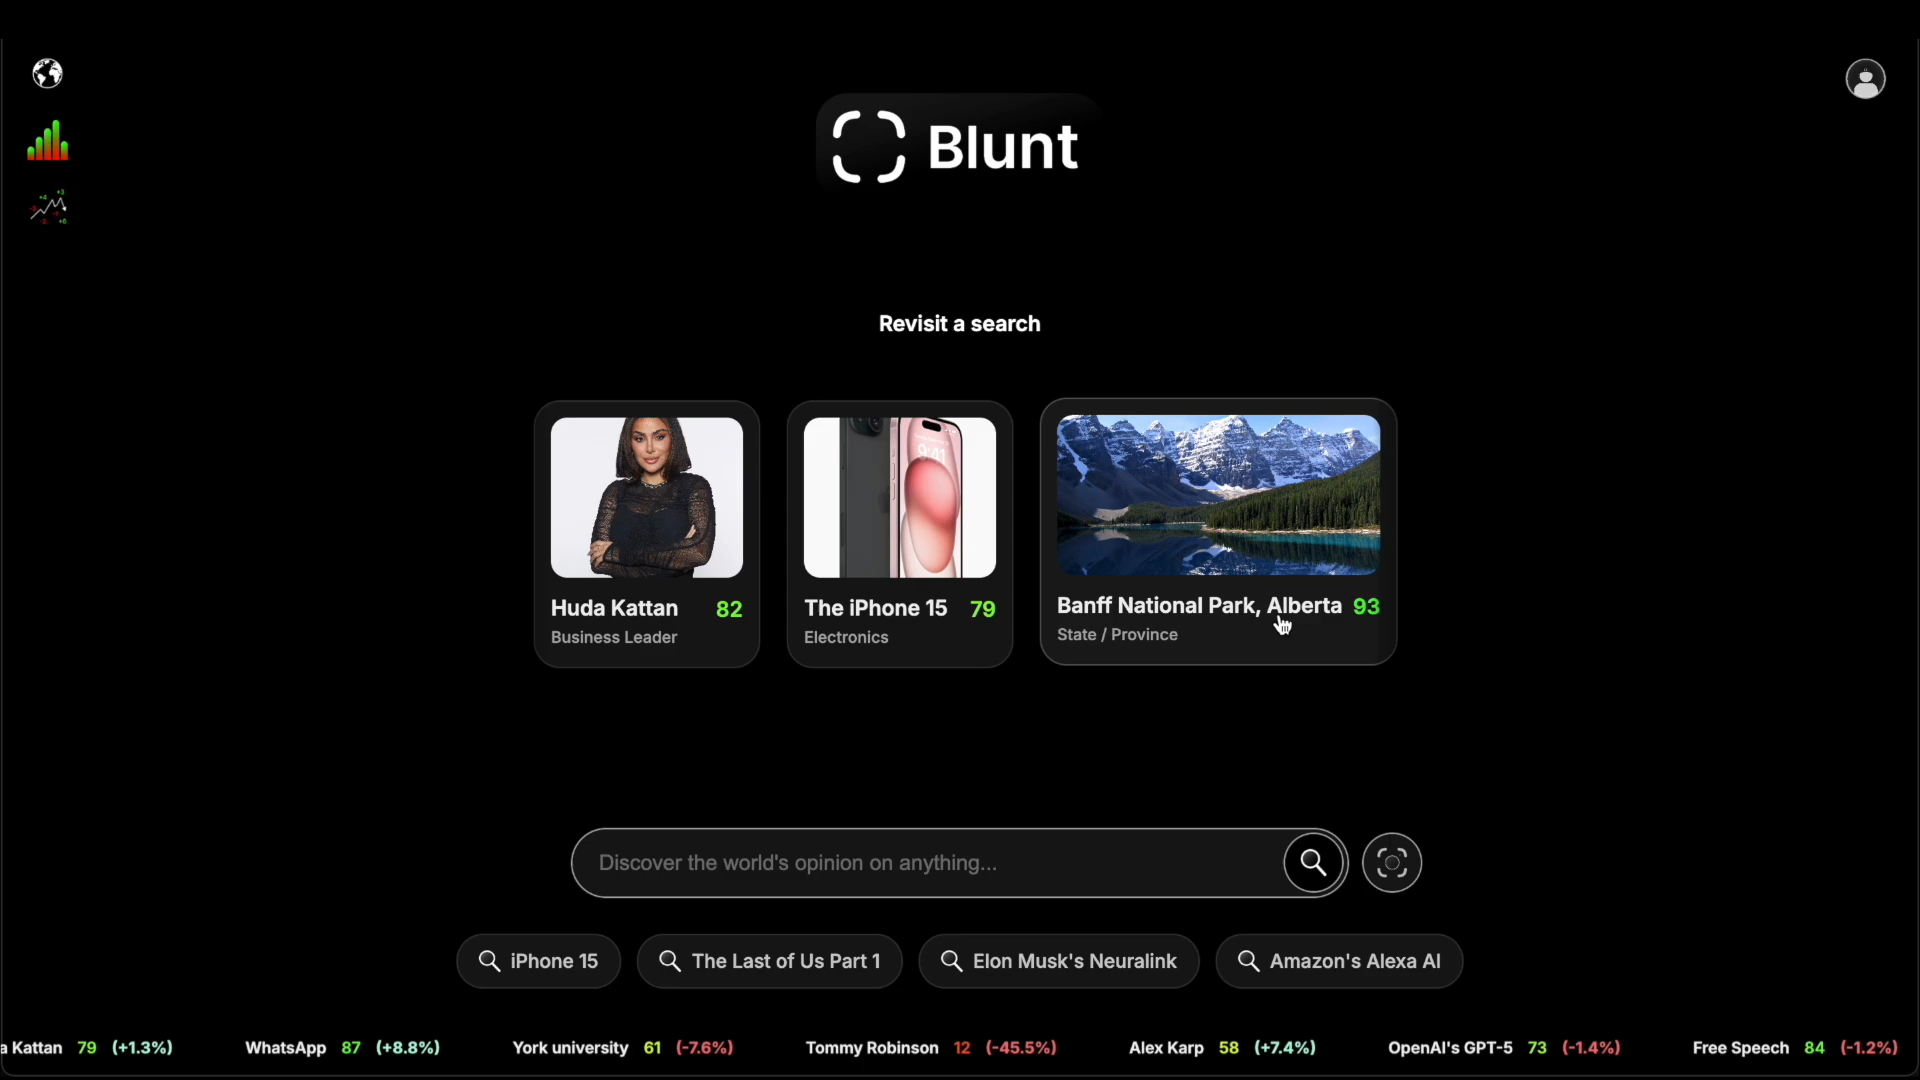 Blunt
Revisit a search
9:41
Huda Kattan 82
Business Leader
The iPhone 15 79
Electronics
Banff National Park, Alberta 93
State / Province
Discover the world's opinion on anything...
iPhone 15
The Last of Us Part 1
Elon Musk's Neuralink
Amazon's Alexa AI
a Kattan 79 (+1.3%) WhatsApp 87 (+8.8%) York university 61 (-7.6%) Tommy Robinson 12 (-45.5%) Alex Karp 58 (+7.4%) OpenAI's GPT-5 73 (-1.4%) Free Speech 84 (-1.2%)